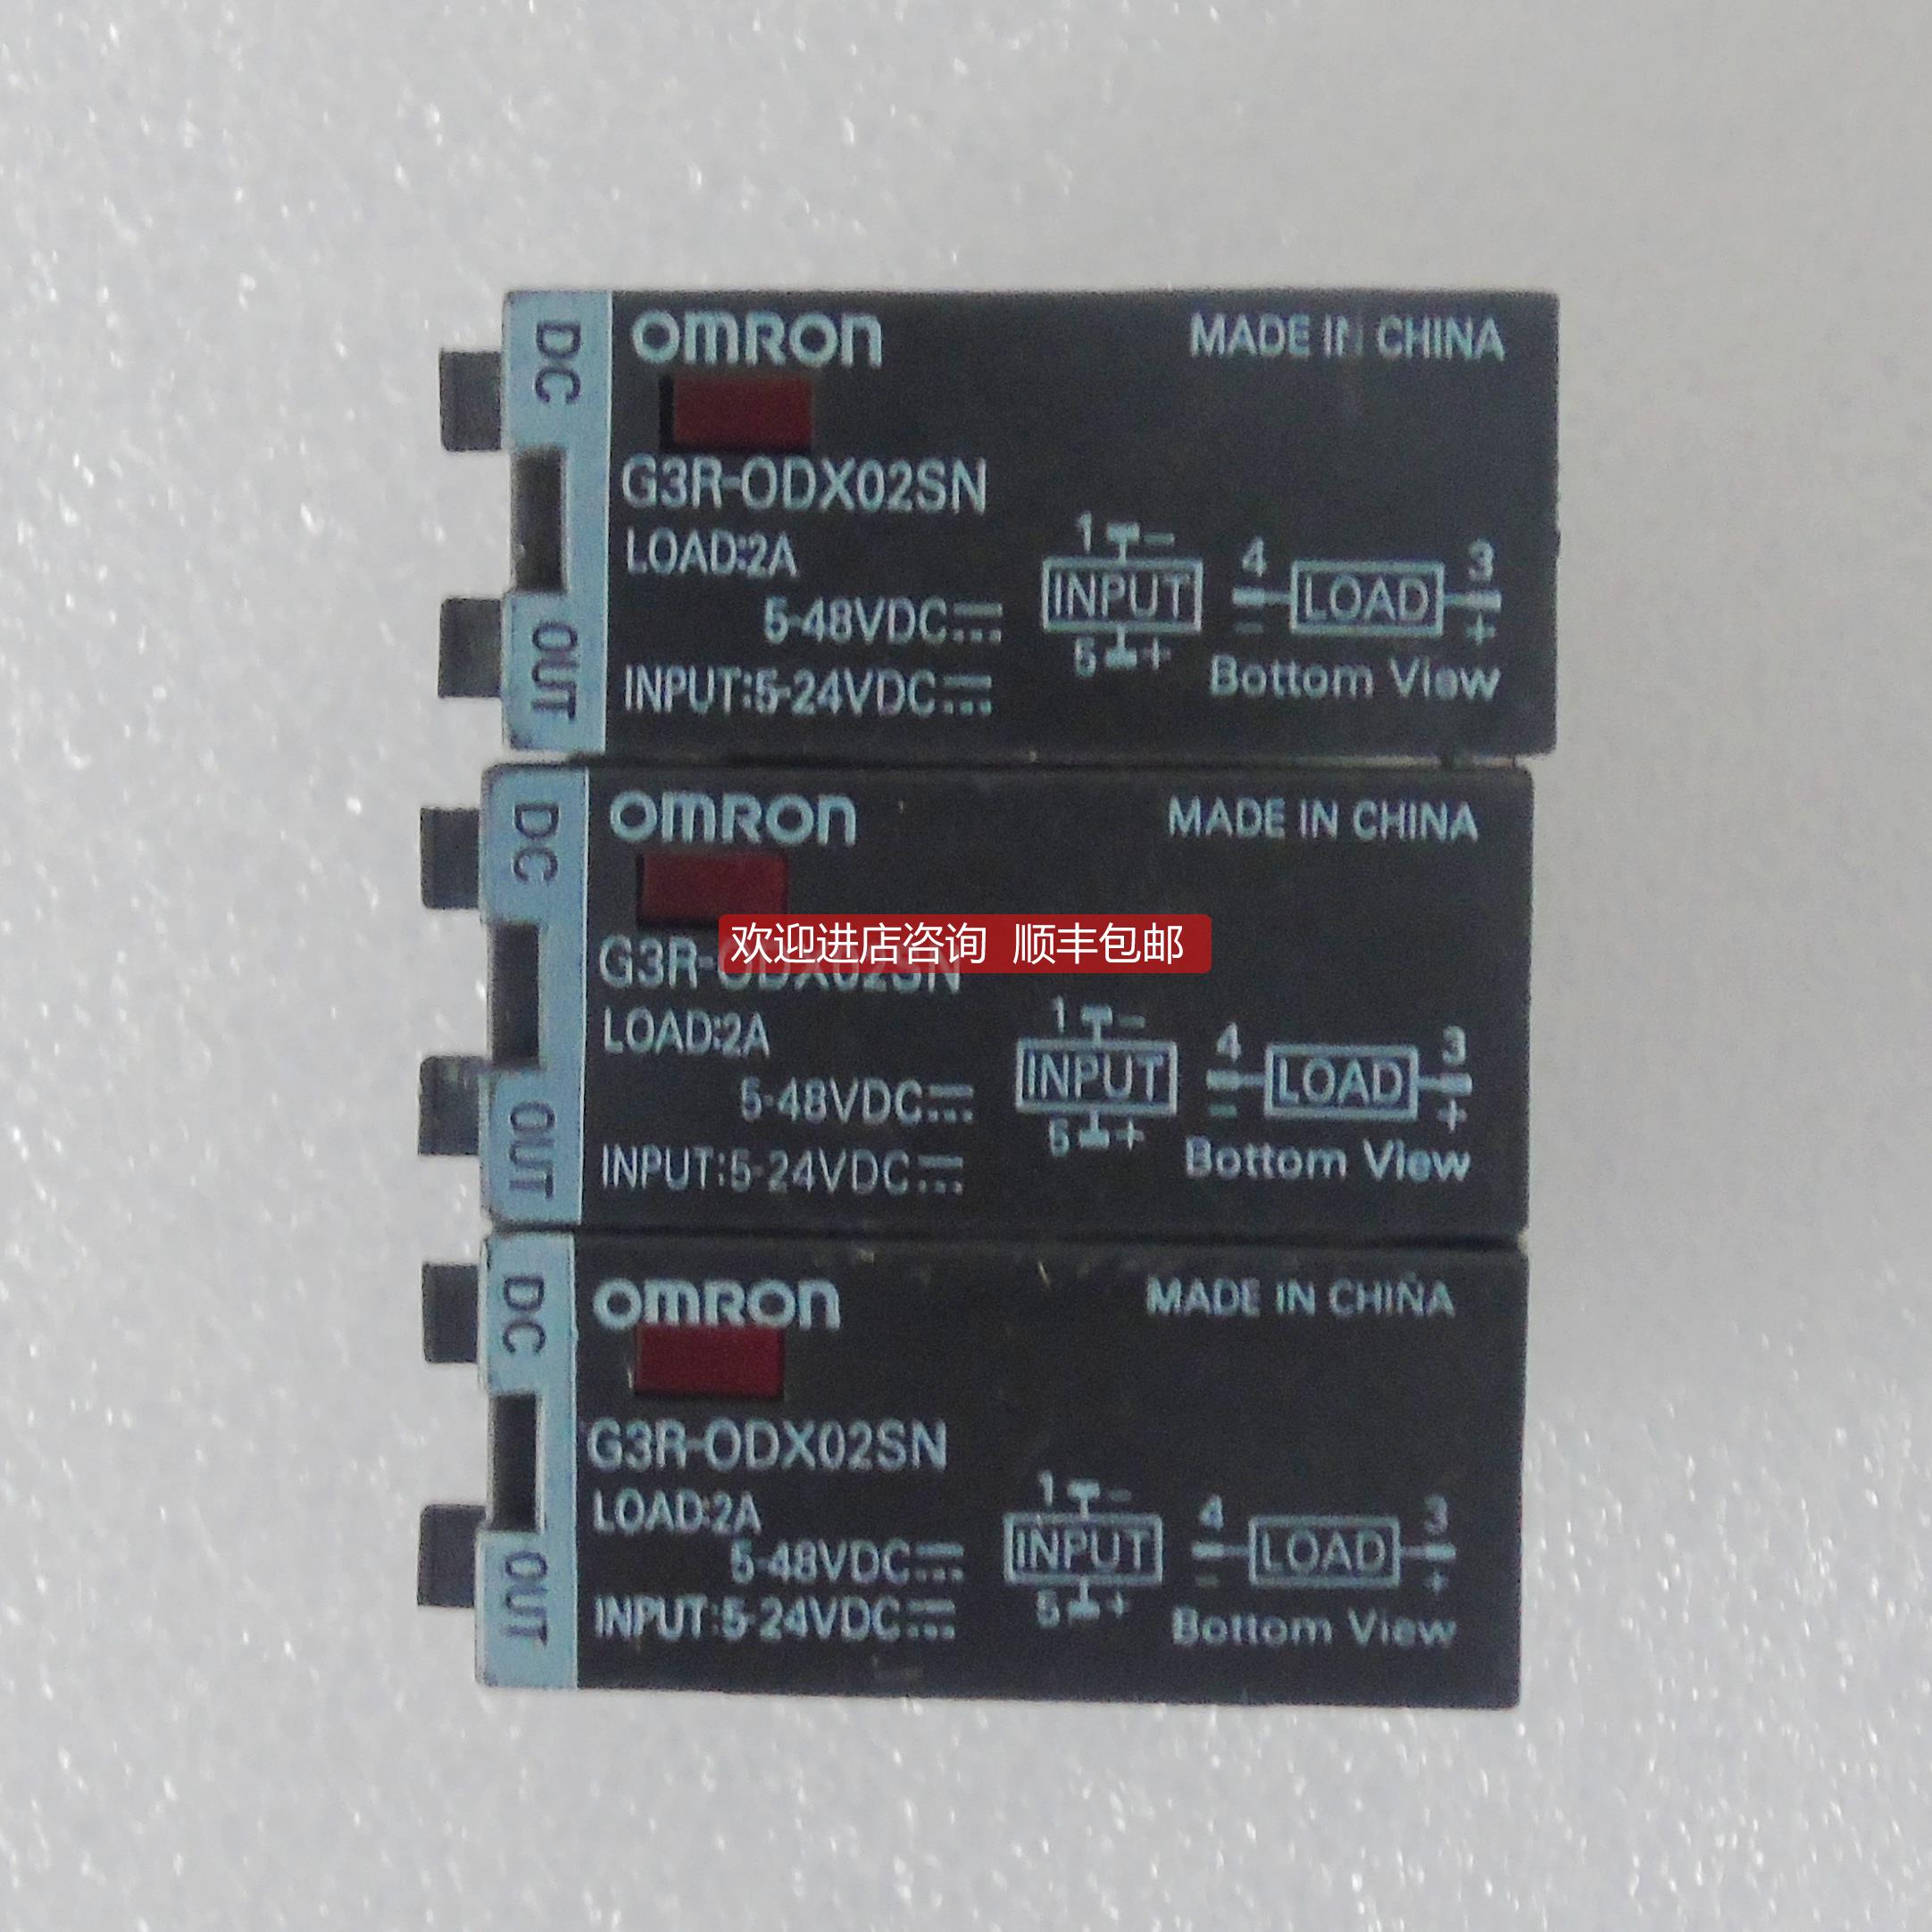 DC
OUT
OMRON
MADE IN CHINA
G3R-ODX02SN
LOAD:2A
5-48VDC
INPUT:5-24VDC
1 -
INPUT
5 +
4 3
LOAD
- +
Bottom View
DC
OUT
OMRON
MADE IN CHINA
欢迎进店咨询 顺丰包邮
G3R-ODX02SN
LOAD:2A
5-48VDC
INPUT:5-24VDC
1 -
INPUT
5 +
4 3
LOAD
- +
Bottom View
DC
OUT
OMRON
MADE IN CHINA
G3R-ODX02SN
LOAD:2A
5-48VDC
INPUT:5-24VDC
1 -
INPUT
5 +
4 3
LOAD
- +
Bottom View